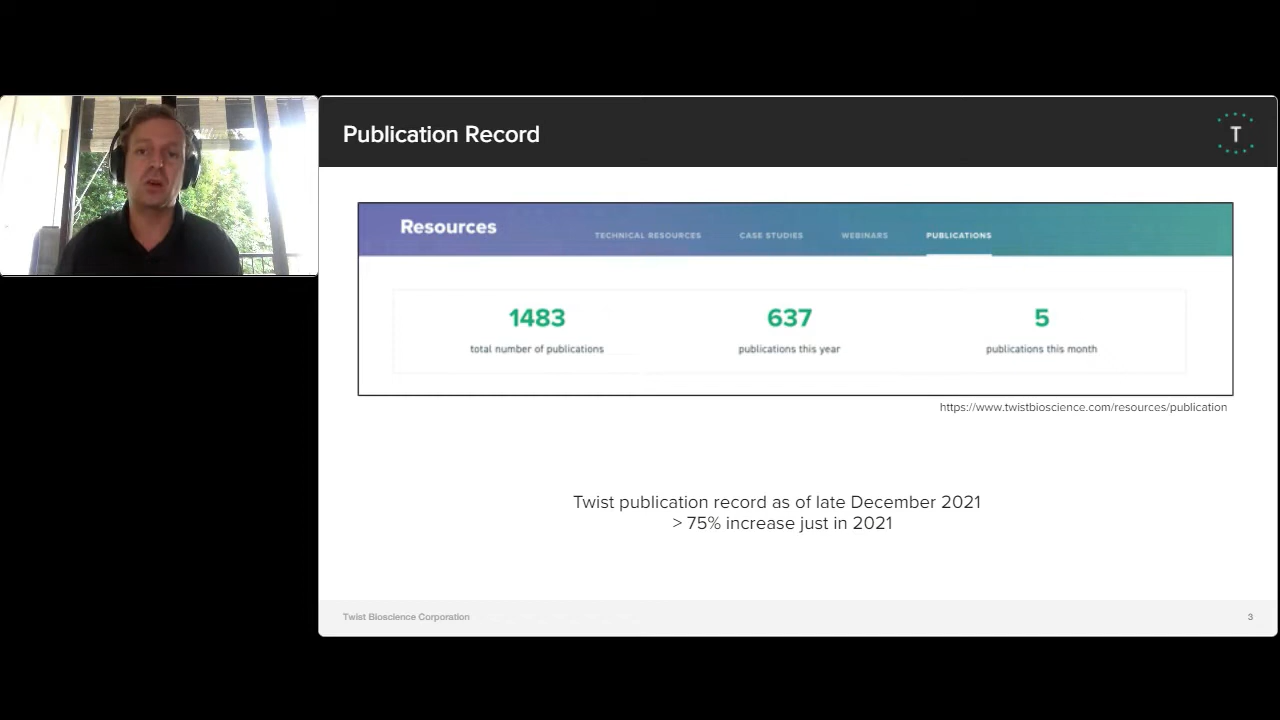 Publication Record
T
Resources
TECHNICAL RESOURCES
CASE STUDIES
WEBINARS
PUBLICATIONS
1483
637
5
total number of publications
publications this year
publications this month
https://www.twistbioscience.com/resources/publication
Twist publication record as of late December 2021
> 75% increase just in 2021
Twist Bioscience Corporation
3